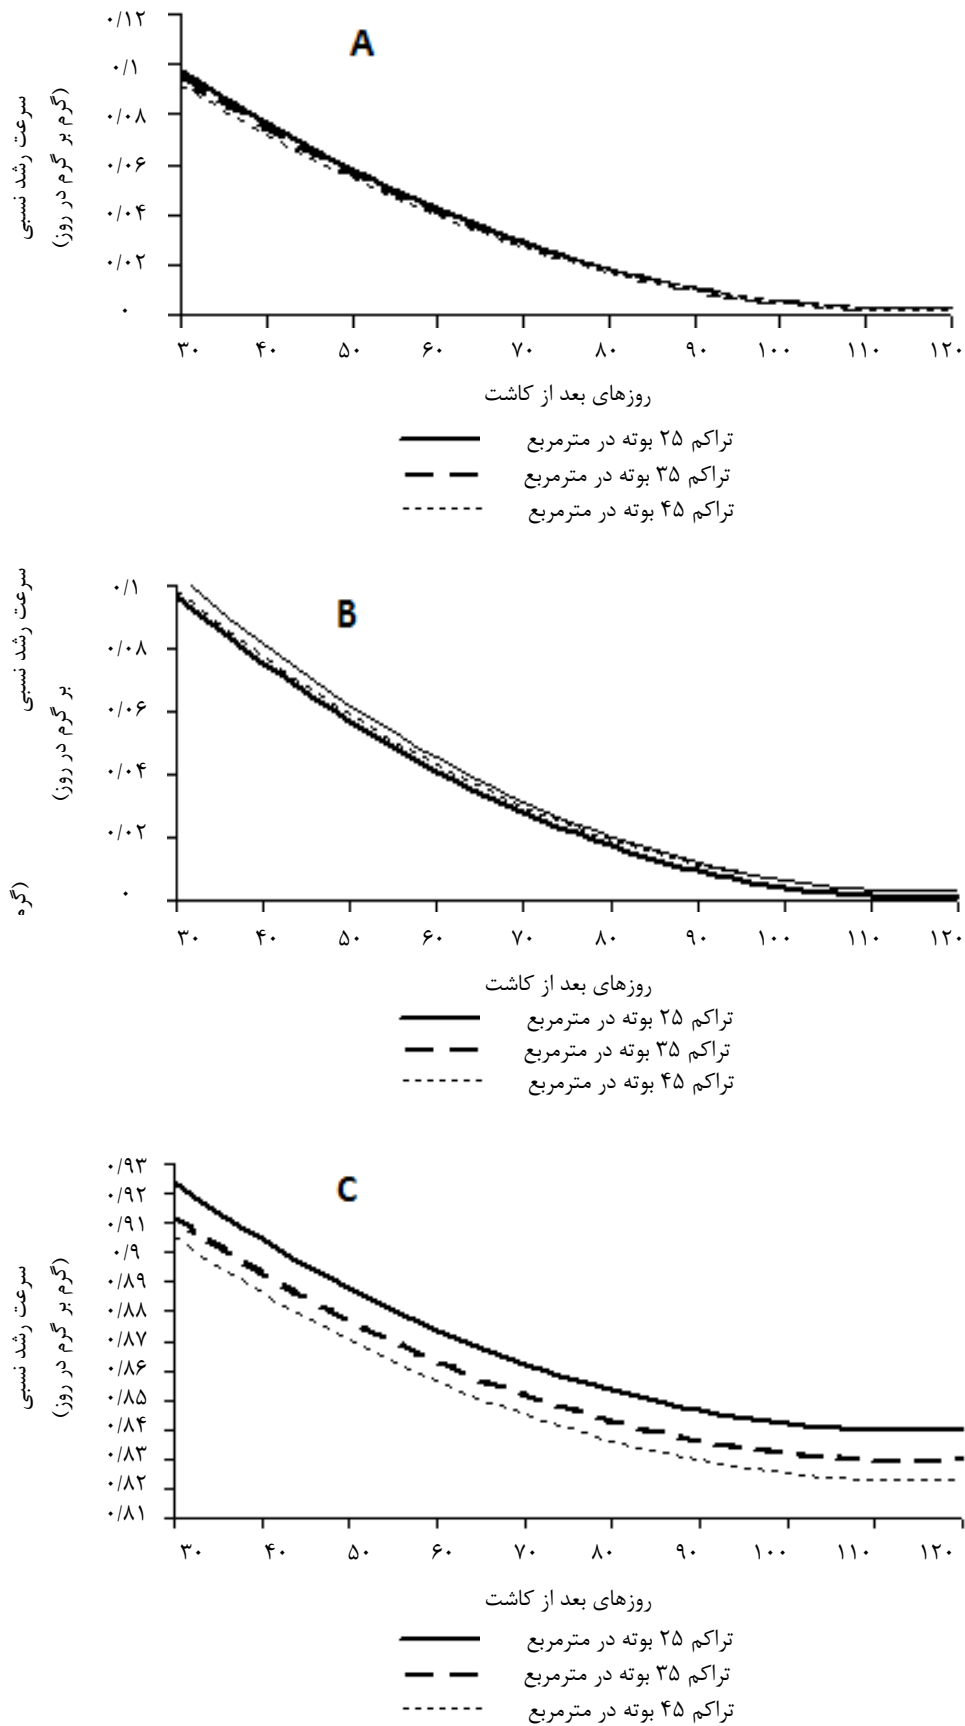 A
سرعت رشد نسبی
(گرم بر گرم در روز)
۰/۱۲
۰/۱
۰/۰۸
۰/۰۶
۰/۰۴
۰/۰۲
۰
۳۰ ۴۰ ۵۰ ۶۰ ۷۰ ۸۰ ۹۰ ۱۰۰ ۱۱۰ ۱۲۰
روزهای بعد از کاشت
تراکم ۲۵ بوته در مترمربع
تراکم ۳۵ بوته در مترمربع
تراکم ۴۵ بوته در مترمربع
B
سرعت رشد نسبی
(گرم
بر گرم در روز)
۰/۱
۰/۰۸
۰/۰۶
۰/۰۴
۰/۰۲
۰
۳۰ ۴۰ ۵۰ ۶۰ ۷۰ ۸۰ ۹۰ ۱۰۰ ۱۱۰ ۱۲۰
روزهای بعد از کاشت
تراکم ۲۵ بوته در مترمربع
تراکم ۳۵ بوته در مترمربع
تراکم ۴۵ بوته در مترمربع
C
سرعت رشد نسبی
(گرم بر گرم در روز)
۰/۹۳
۰/۹۲
۰/۹۱
۰/۹
۰/۸۹
۰/۸۸
۰/۸۷
۰/۸۶
۰/۸۵
۰/۸۴
۰/۸۳
۰/۸۲
۰/۸۱
۳۰ ۴۰ ۵۰ ۶۰ ۷۰ ۸۰ ۹۰ ۱۰۰ ۱۱۰ ۱۲۰
روزهای بعد از کاشت
تراکم ۲۵ بوته در مترمربع
تراکم ۳۵ بوته در مترمربع
تراکم ۴۵ بوته در مترمربع